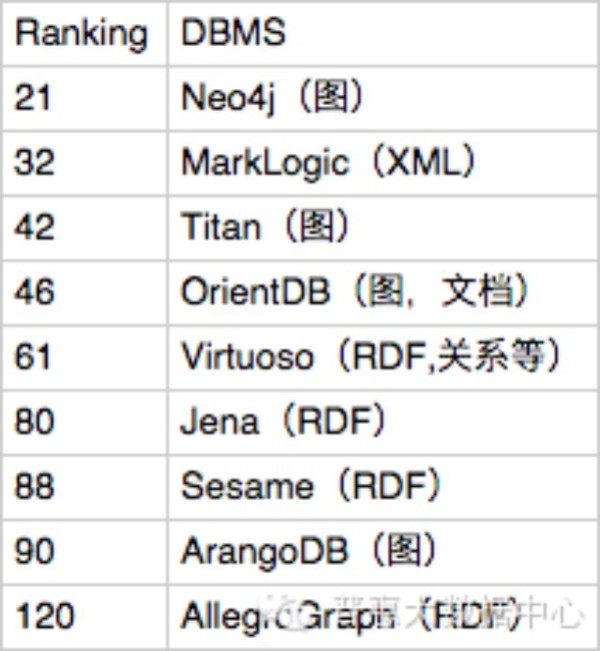 Ranking DBMS
21 Neo4j（图）
32 MarkLogic（XML）
42 Titan（图）
46 OrientDB（图，文档）
61 Virtuoso（RDF,关系等）
80 Jena（RDF）
88 Sesame（RDF）
90 ArangoDB（图）
120 AllegroGraph（RDF）
大数据中心